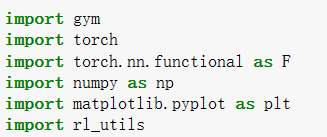 import gym
import torch
import torch.nn.functional as F
import numpy as np
import matplotlib.pyplot as plt
import rl_utils